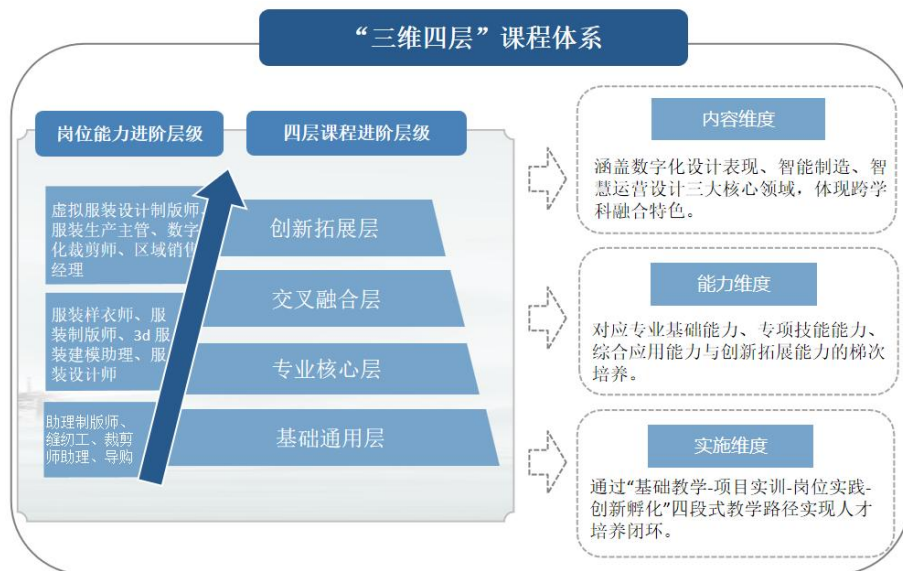 “三维四层”课程体系
岗位能力进阶层级
四层课程进阶层级
虚拟服装设计制版师、
服装生产主管、数字
化裁剪师、区域销售
经理
服装样衣师、服
装制版师、3d 服
装建模助理、服
装设计师
助理制版师、
缝纫工、裁剪
师助理、导购
创新拓展层
交叉融合层
专业核心层
基础通用层
内容维度
涵盖数字化设计表现、智能制造、智
慧运营设计三大核心领域，体现跨学
科融合特色。
能力维度
对应专业基础能力、专项技能能力、
综合应用能力与创新拓展能力的梯次
培养。
实施维度
通过“基础教学-项目实训-岗位实践-
创新孵化”四段式教学路径实现人才
培养闭环。